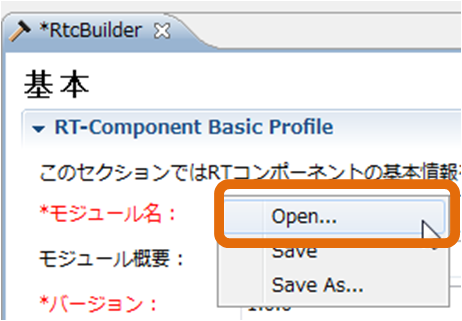 *RtcBuilder
基本
RT-Component Basic Profile
このセクションではRTコンポーネントの基本情報を
*モジュール名：
Open...
モジュール概要：
Save
Save As...
*バージョン：